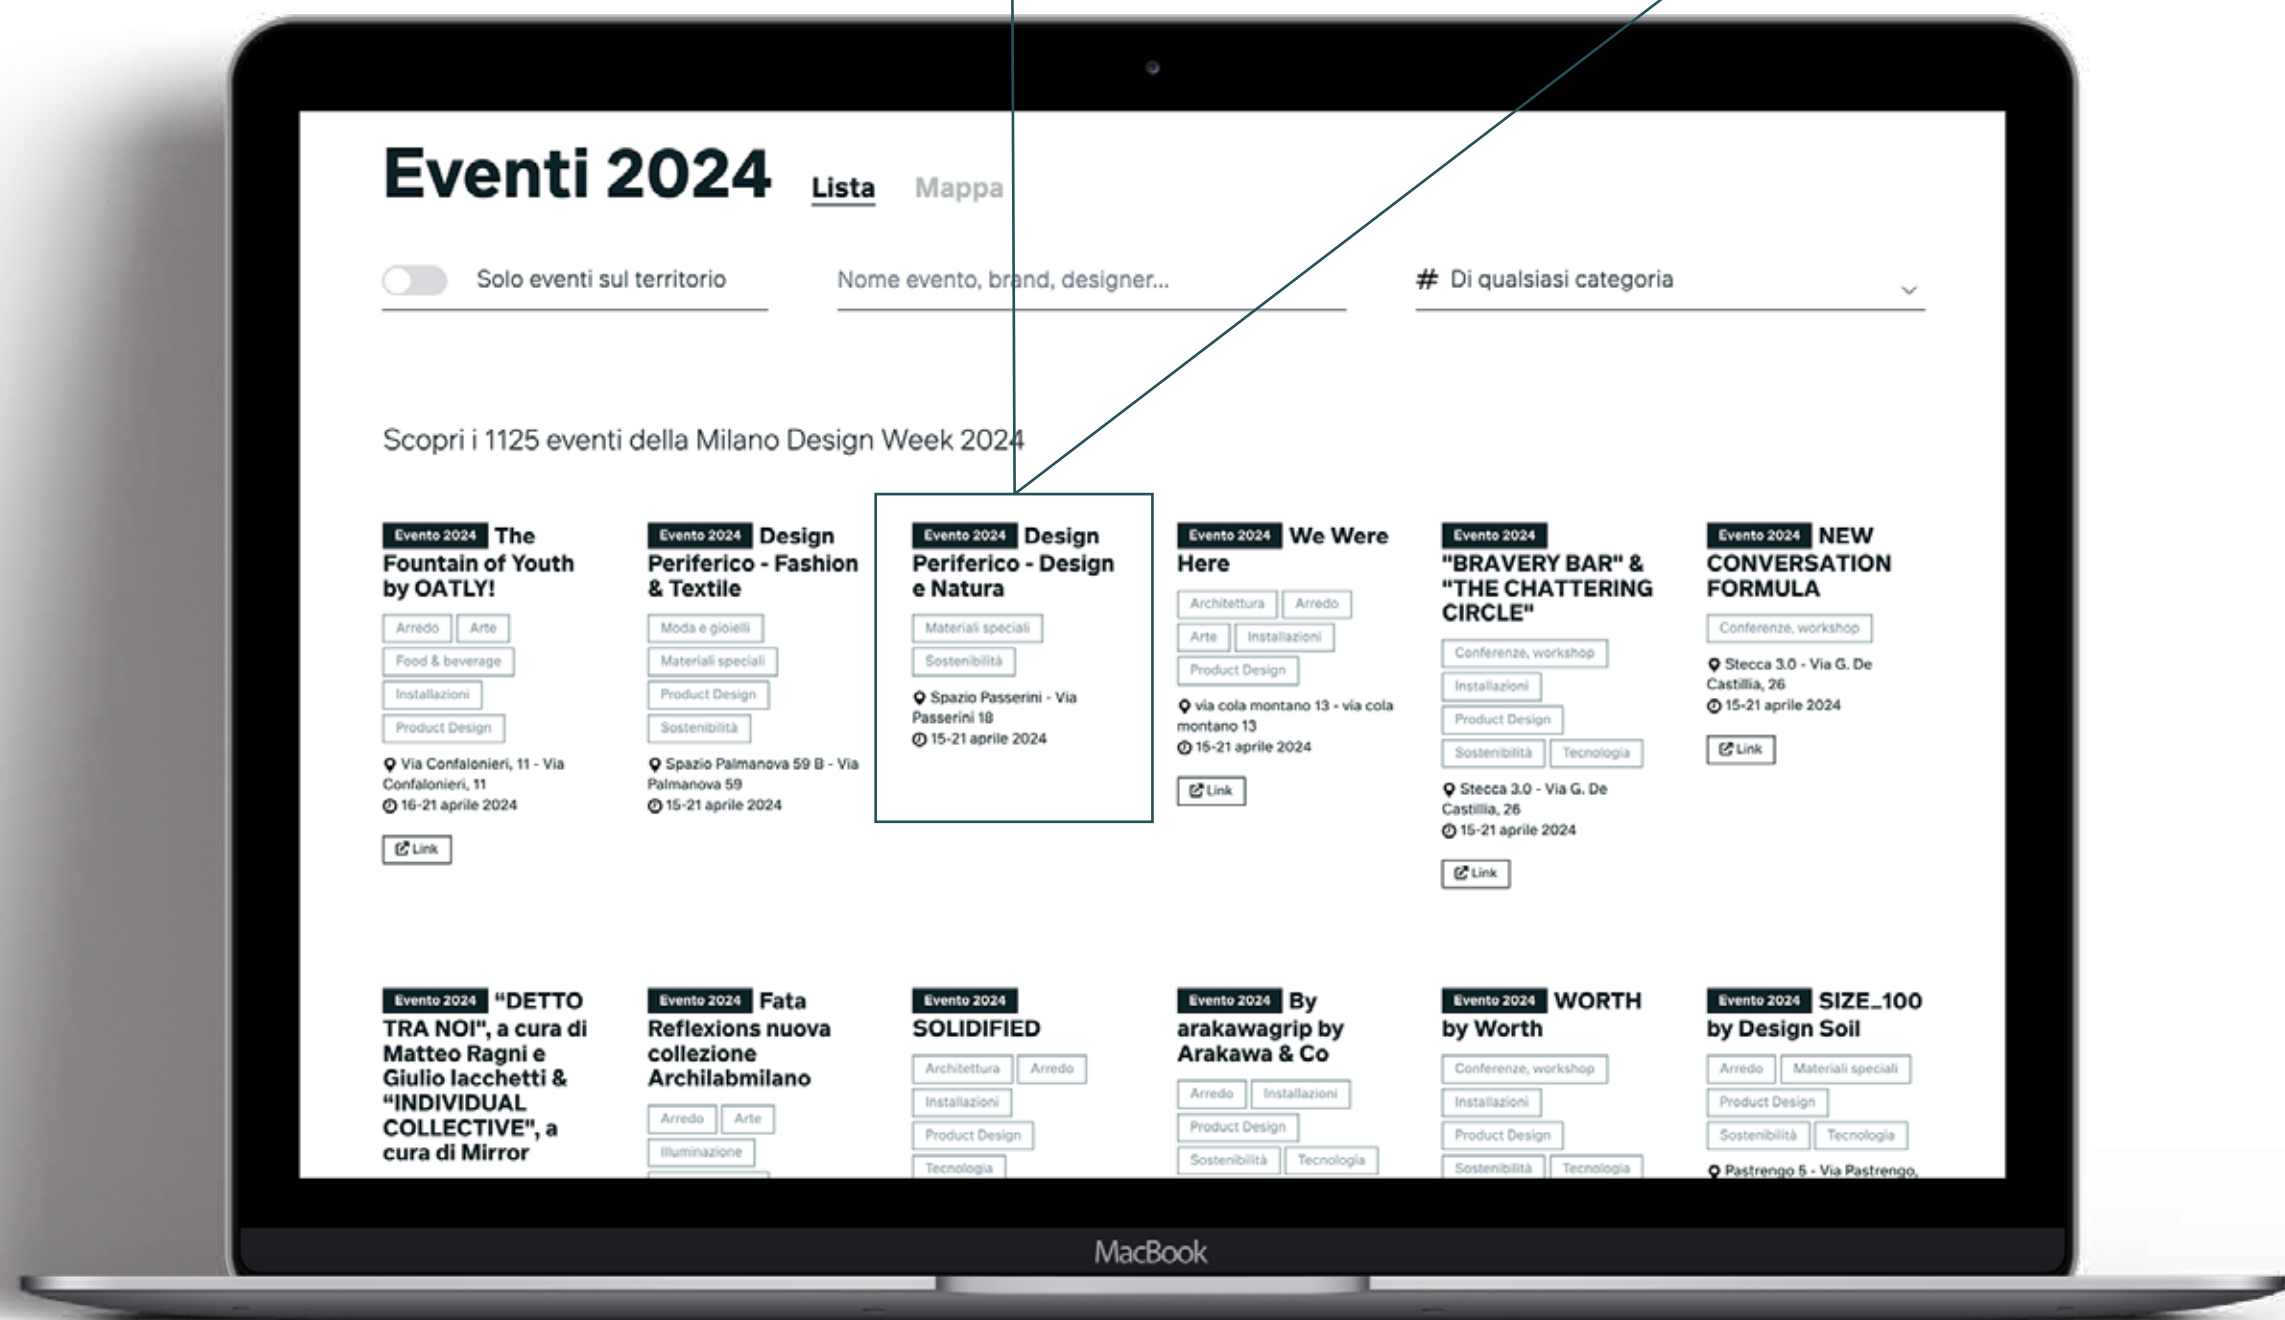 Eventi 2024 Lista Mappa
Solo eventi sul territorio
Nome evento, brand, designer...
# Di qualsiasi categoria
Scopri i 1125 eventi della Milano Design Week 2024
Evento 2024 The
Fountain of Youth
by OATLY!
Arredo Arte
Food & beverage
Installazioni
Product Design
Via Confalonieri, 11 - Via
Confalonieri, 11
16-21 aprile 2024
Link
Evento 2024 Design
Periferico - Fashion
& Textile
Moda e gioielli
Materiali speciali
Product Design
Sostenibilità
Spazio Palmanova 59 B - Via
Palmanova 59
15-21 aprile 2024
Evento 2024 Design
Periferico - Design
e Natura
Materiali speciali
Sostenibilità
Spazio Passerini - Via
Passerini 18
15-21 aprile 2024
Evento 2024 We Were
Here
Architettura Arredo
Arte Installazioni
Product Design
via cola montano 13 - via cola
montano 13
15-21 aprile 2024
Link
Evento 2024
"BRAVERY BAR" &
"THE CHATTERING
CIRCLE"
Conferenze, workshop
Installazioni
Product Design
Sostenibilità Tecnologia
Stecca 3.0 - Via G. De
Castillia, 26
15-21 aprile 2024
Link
Evento 2024 NEW
CONVERSATION
FORMULA
Conferenze, workshop
Stecca 3.0 - Via G. De
Castillia, 26
15-21 aprile 2024
Link
Evento 2024 “DETTO
TRA NOI", a cura di
Matteo Ragni e
Giulio Iacchetti &
“INDIVIDUAL
COLLECTIVE", a
cura di Mirror
Evento 2024 Fata
Reflexions nuova
collezione
Archilabmilano
Arredo Arte
Illuminazione
Evento 2024
SOLIDIFIED
Architettura Arredo
Installazioni
Product Design
Tecnologia
Evento 2024 By
arakawagrip by
Arakawa & Co
Arredo Installazioni
Product Design
Sostenibilità Tecnologia
Evento 2024 WORTH
by Worth
Conferenze, workshop
Installazioni
Product Design
Sostenibilità Tecnologia
Evento 2024 SIZE_100
by Design Soil
Arredo Materiali speciali
Product Design
Sostenibilità Tecnologia
Pastrengo 5 - Via Pastrengo,
MacBook